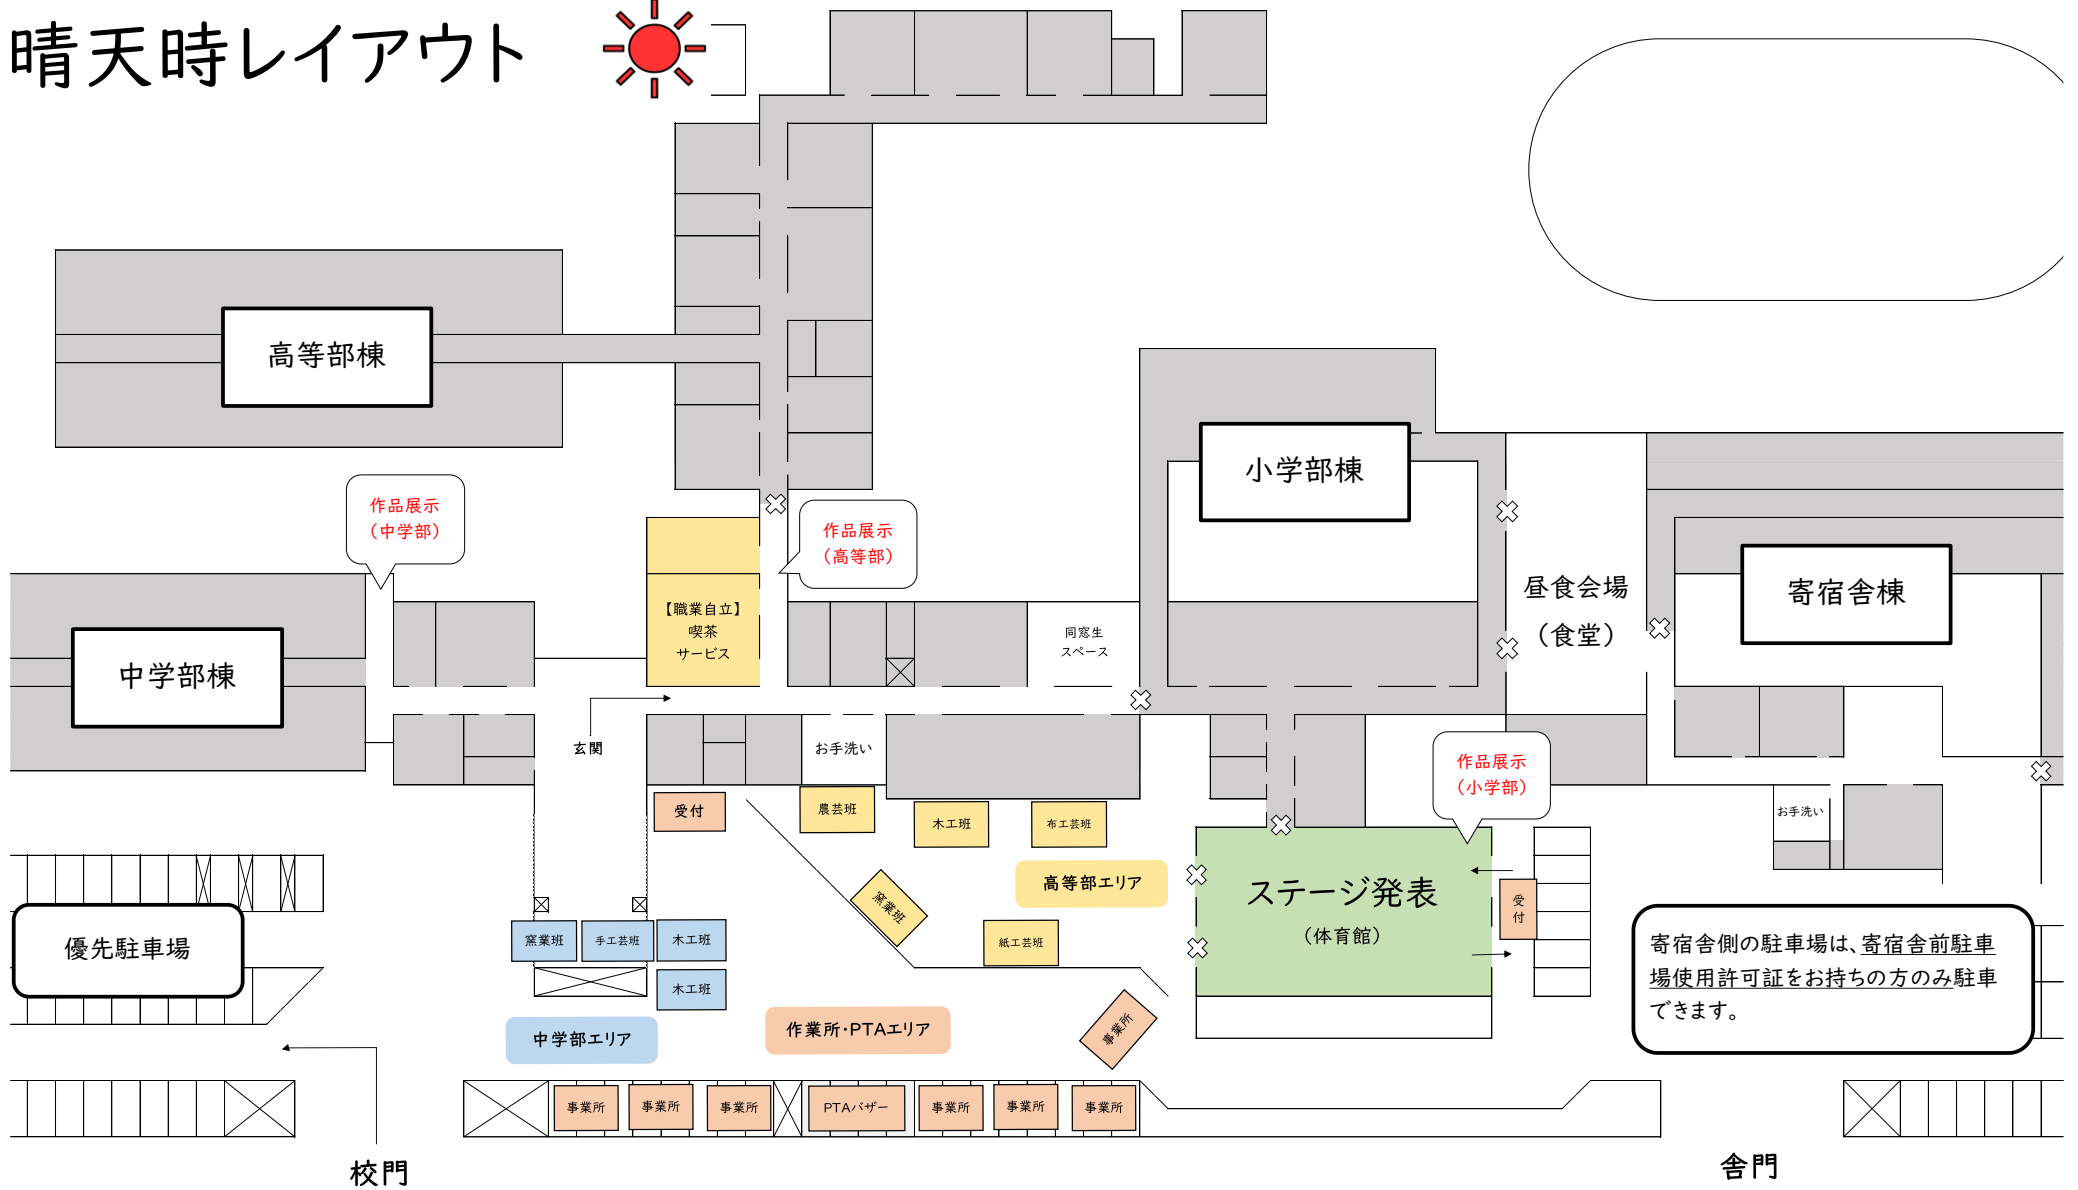 晴天時レイアウト
高等部棟
作品展示
（中学部）
作品展示
（高等部）
小学部棟
昼食会場
（食堂）
寄宿舎棟
中学部棟
【職業自立】
喫茶
サービス
同窓生
スペース
玄関
お手洗い
作品展示
（小学部）
お手洗い
受付
農芸班
木工班
布工芸班
高等部エリア
窯業班
紙工芸班
ステージ発表
（体育館）
受
付
優先駐車場
窯業班
手工芸班
木工班
木工班
寄宿舎側の駐車場は、寄宿舎前駐車
場使用許可証をお持ちの方のみ駐車
できます。
中学部エリア
作業所・PTAエリア
事業所
事業所
事業所
事業所
PTAバザー
事業所
事業所
事業所
校門
舎門